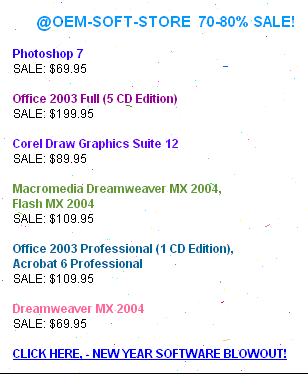 @OEM-SOFT-STORE 70-80% SALE!
Photoshop 7
SALE: $69.95
Office 2003 Full (5 CD Edition)
SALE: $199.95
Corel Draw Graphics Suite 12
SALE: $89.95
Macromedia Dreamweaver MX 2004,
Flash MX 2004
SALE: $109.95
Office 2003 Professional (1 CD Edition),
Acrobat 6 Professional
SALE: $109.95
Dreamweaver MX 2004
SALE: $69.95
CLICK HERE, - NEW YEAR SOFTWARE BLOWOUT!